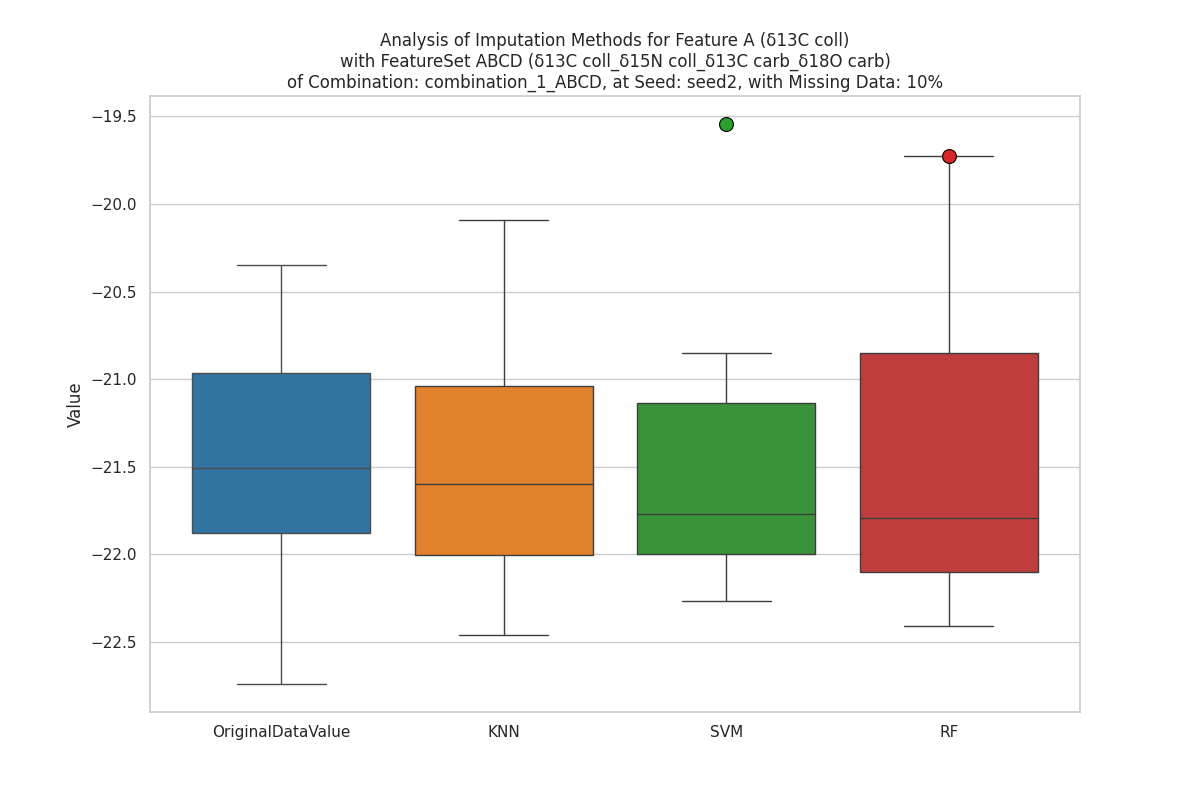 Analysis of Imputation Methods for Feature A (δ13C coll)
with FeatureSet ABCD (δ13C coll_δ15N coll_δ13C carb_δ18O carb)
of Combination: combination_1_ABCD, at Seed: seed2, with Missing Data: 10%
−19.5
−20.0
−20.5
−21.0
−21.5
−22.0
−22.5
Value
OriginalDataValue
KNN
SVM
RF